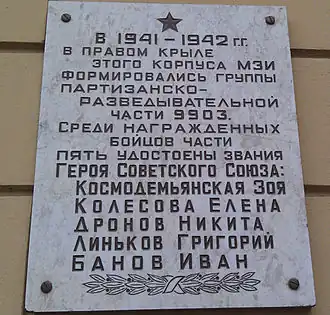 В 1941 – 1942 г.г.
в правом крыле
этого корпуса МЗИ
формировались группы
партизанско-
разведывательной
части 9903.
Среди награжденных
бойцов части
пять удостоены звания
Героя Советского Союза:
Космодемьянская Зоя
Колесова Елена
Дронов Никита
Линьков Григорий
Банов Иван